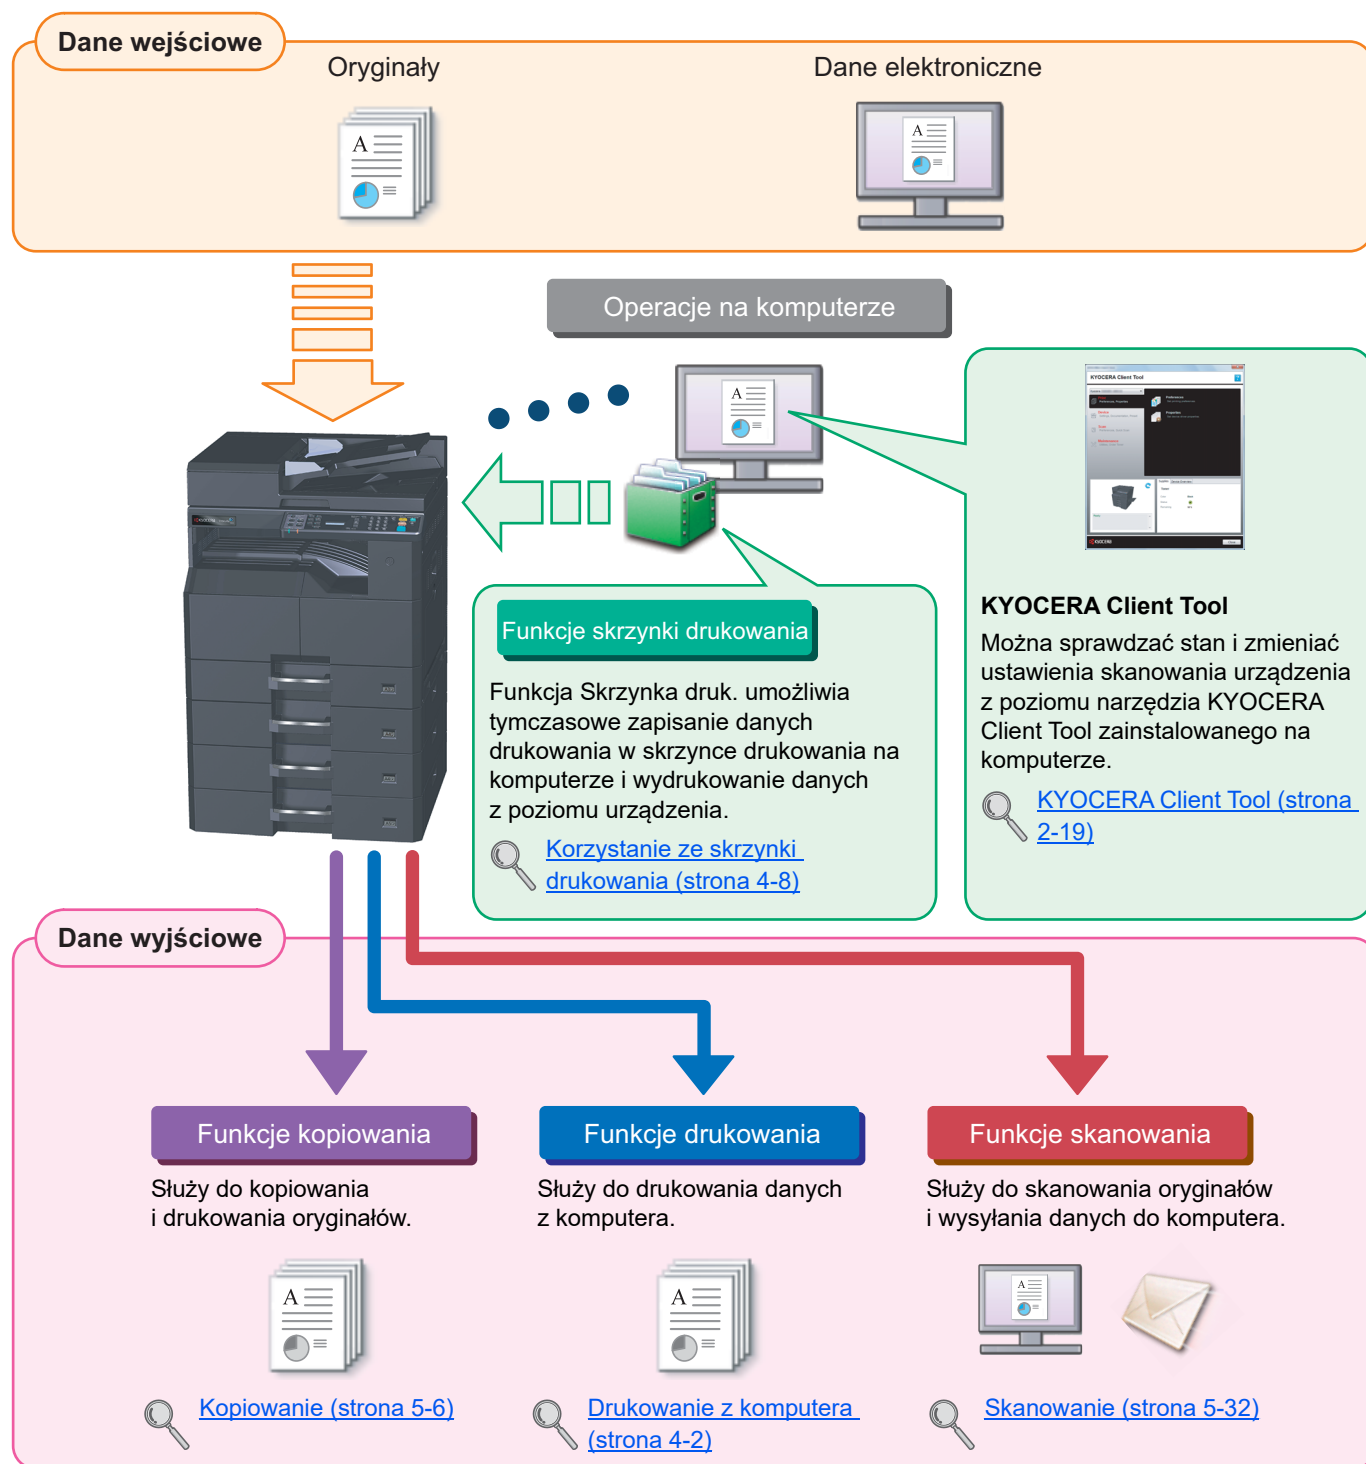 Dane wejściowe
Oryginały
Dane elektroniczne
Operacje na komputerze
KYOCERA Client Tool
Funkcje skrzynki drukowania
Funkcja Skrzynka druk. umożliwia
tymczasowe zapisanie danych
drukowania w skrzynce drukowania na
komputerze i wydrukowanie danych
z poziomu urządzenia.
Korzystanie ze skrzynki
drukowania (strona 4-8)
KYOCERA Client Tool
Można sprawdzać stan i zmieniać
ustawienia skanowania urządzenia
z poziomu narzędzia KYOCERA
Client Tool zainstalowanego na
komputerze.
KYOCERA Client Tool (strona
2-19)
Dane wyjściowe
Funkcje kopiowania
Służy do kopiowania
i drukowania oryginałów.
Kopiowanie (strona 5-6)
Funkcje drukowania
Służy do drukowania danych
z komputera.
Drukowanie z komputera
(strona 4-2)
Funkcje skanowania
Służy do skanowania oryginałów
i wysyłania danych do komputera.
Skanowanie (strona 5-32)